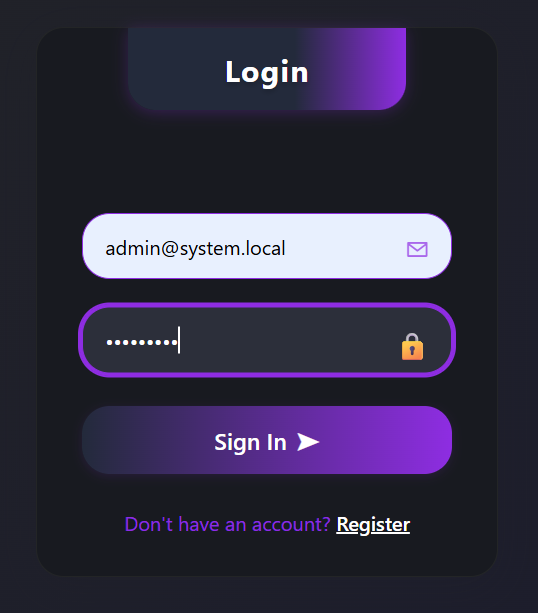 Login
admin@system.local
•••••••••
Sign In ➤
Don't have an account? Register